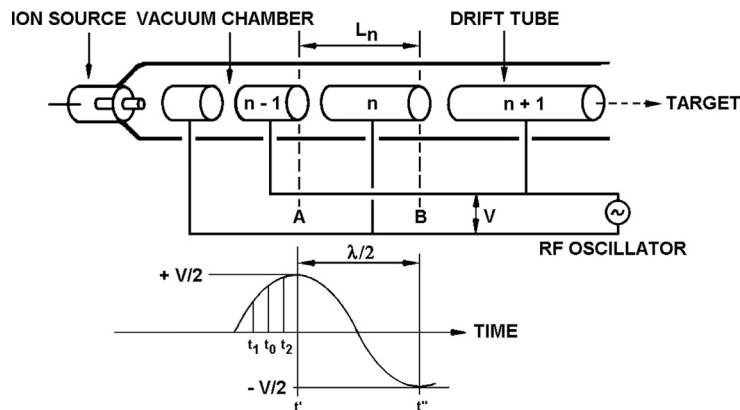 ION SOURCE
VACUUM CHAMBER
Lₙ
DRIFT TUBE
n - 1
n
n + 1
TARGET
A
B
V
RF OSCILLATOR
λ/2
+ V/2
TIME
t₁
t₀
t₂
- V/2
t'
t"